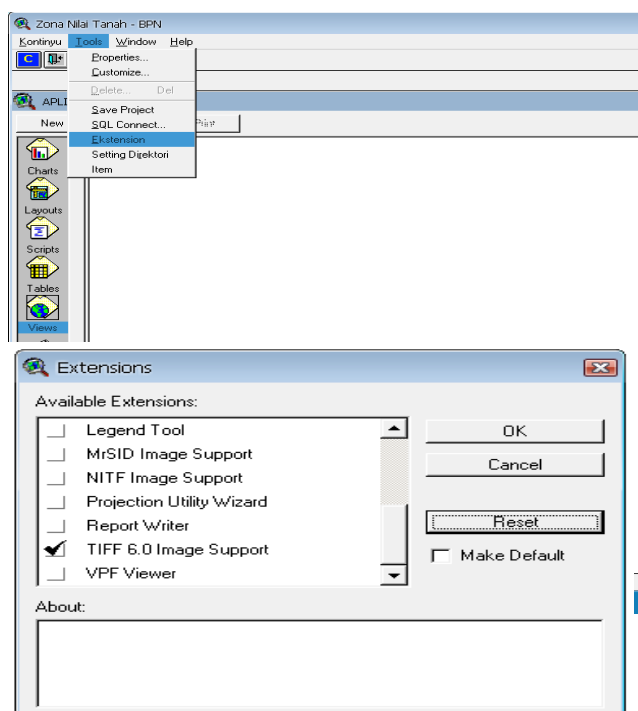 Zona Nilai Tanah - BPN
Kontinyu Tools Window Help
C
Properties...
Customize...
Delete... Del
APLI
Save Project
New
SQL Connect...
Print
Ekstension
Setting Direktori
Item
Charts
Layouts
Scripts
Tables
Views
Extensions
Available Extensions:
Legend Tool
OK
MrSID Image Support
Cancel
NITF Image Support
Projection Utility Wizard
Report Writer
Reset
TIFF 6.0 Image Support
Make Default
VPF Viewer
About: